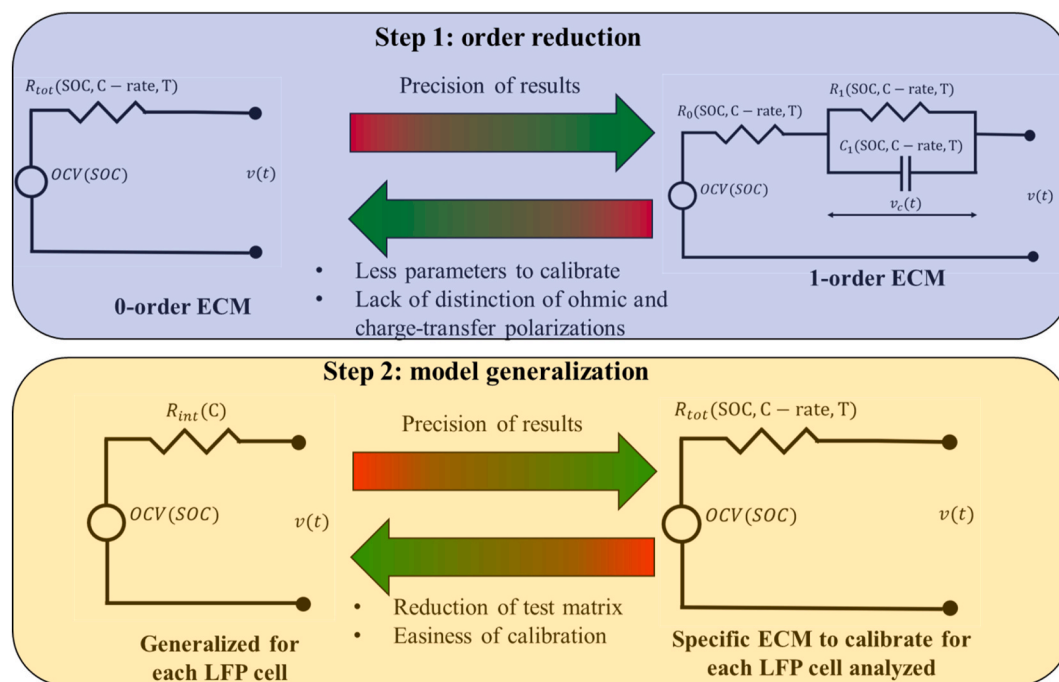 Step 1: order reduction
R_tot(SOC, C − rate, T)
OCV(SOC)
v(t)
0-order ECM
Precision of results
• Less parameters to calibrate
• Lack of distinction of ohmic and
charge-transfer polarizations
R_0(SOC, C − rate, T)
R_1(SOC, C − rate, T)
C_1(SOC, C − rate, T)
v_c(t)
OCV(SOC)
v(t)
1-order ECM
Step 2: model generalization
R_int(C)
OCV(SOC)
v(t)
Generalized for
each LFP cell
Precision of results
• Reduction of test matrix
• Easiness of calibration
R_tot(SOC, C − rate, T)
OCV(SOC)
v(t)
Specific ECM to calibrate for
each LFP cell analyzed